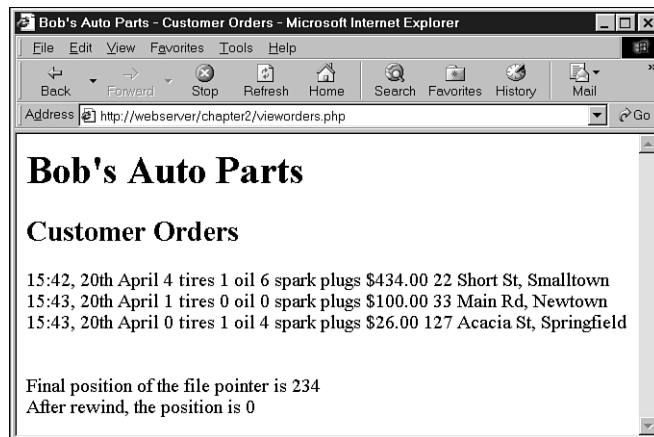 Bob's Auto Parts - Customer Orders - Microsoft Internet Explorer
File Edit View Favorites Tools Help
Back Forward Stop Refresh Home Search Favorites History Mail »
Address http://webserver/chapter2/vieworders.php Go
Bob's Auto Parts
Customer Orders
15:42, 20th April 4 tires 1 oil 6 spark plugs $434.00 22 Short St, Smalltown
15:43, 20th April 1 tires 0 oil 0 spark plugs $100.00 33 Main Rd, Newtown
15:43, 20th April 0 tires 1 oil 4 spark plugs $26.00 127 Acacia St, Springfield
Final position of the file pointer is 234
After rewind, the position is 0